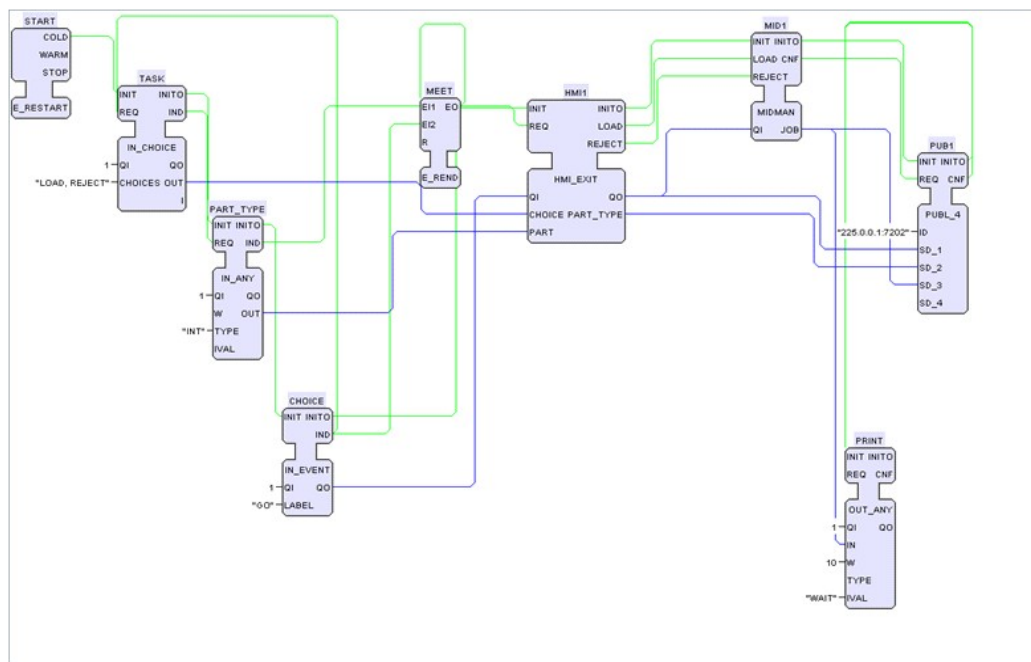 START
COLD
WARM
STOP
E_RESTART
TASK
INIT INITO
REQ IND
IN_CHOICE
1 QI QO
"LOAD, REJECT" CHOICES OUT
I
PART_TYPE
INIT INITO
REQ IND
IN_ANY
1 QI QO
W OUT
"INT" TYPE
IVAL
CHOICE
INIT INITO
IND
IN_EVENT
1 QI QO
"GO" LABEL
MEET
EI1 EO
EI2
R
E_REND
HMI1
INIT INITO
REQ LOAD
REJECT
HMI_EXIT
QI QO
CHOICE PART_TYPE
PART
MID1
INIT INITO
LOAD CNF
REJECT
MIDMAN
QI JOB
PUB1
INIT INITO
REQ CNF
PUBL_4
"225.0.0.1:7202" ID
SD_1
SD_2
SD_3
SD_4
PRINT
INIT INITO
REQ CNF
OUT_ANY
1 QI QO
IN
10 W
TYPE
"WAIT" IVAL